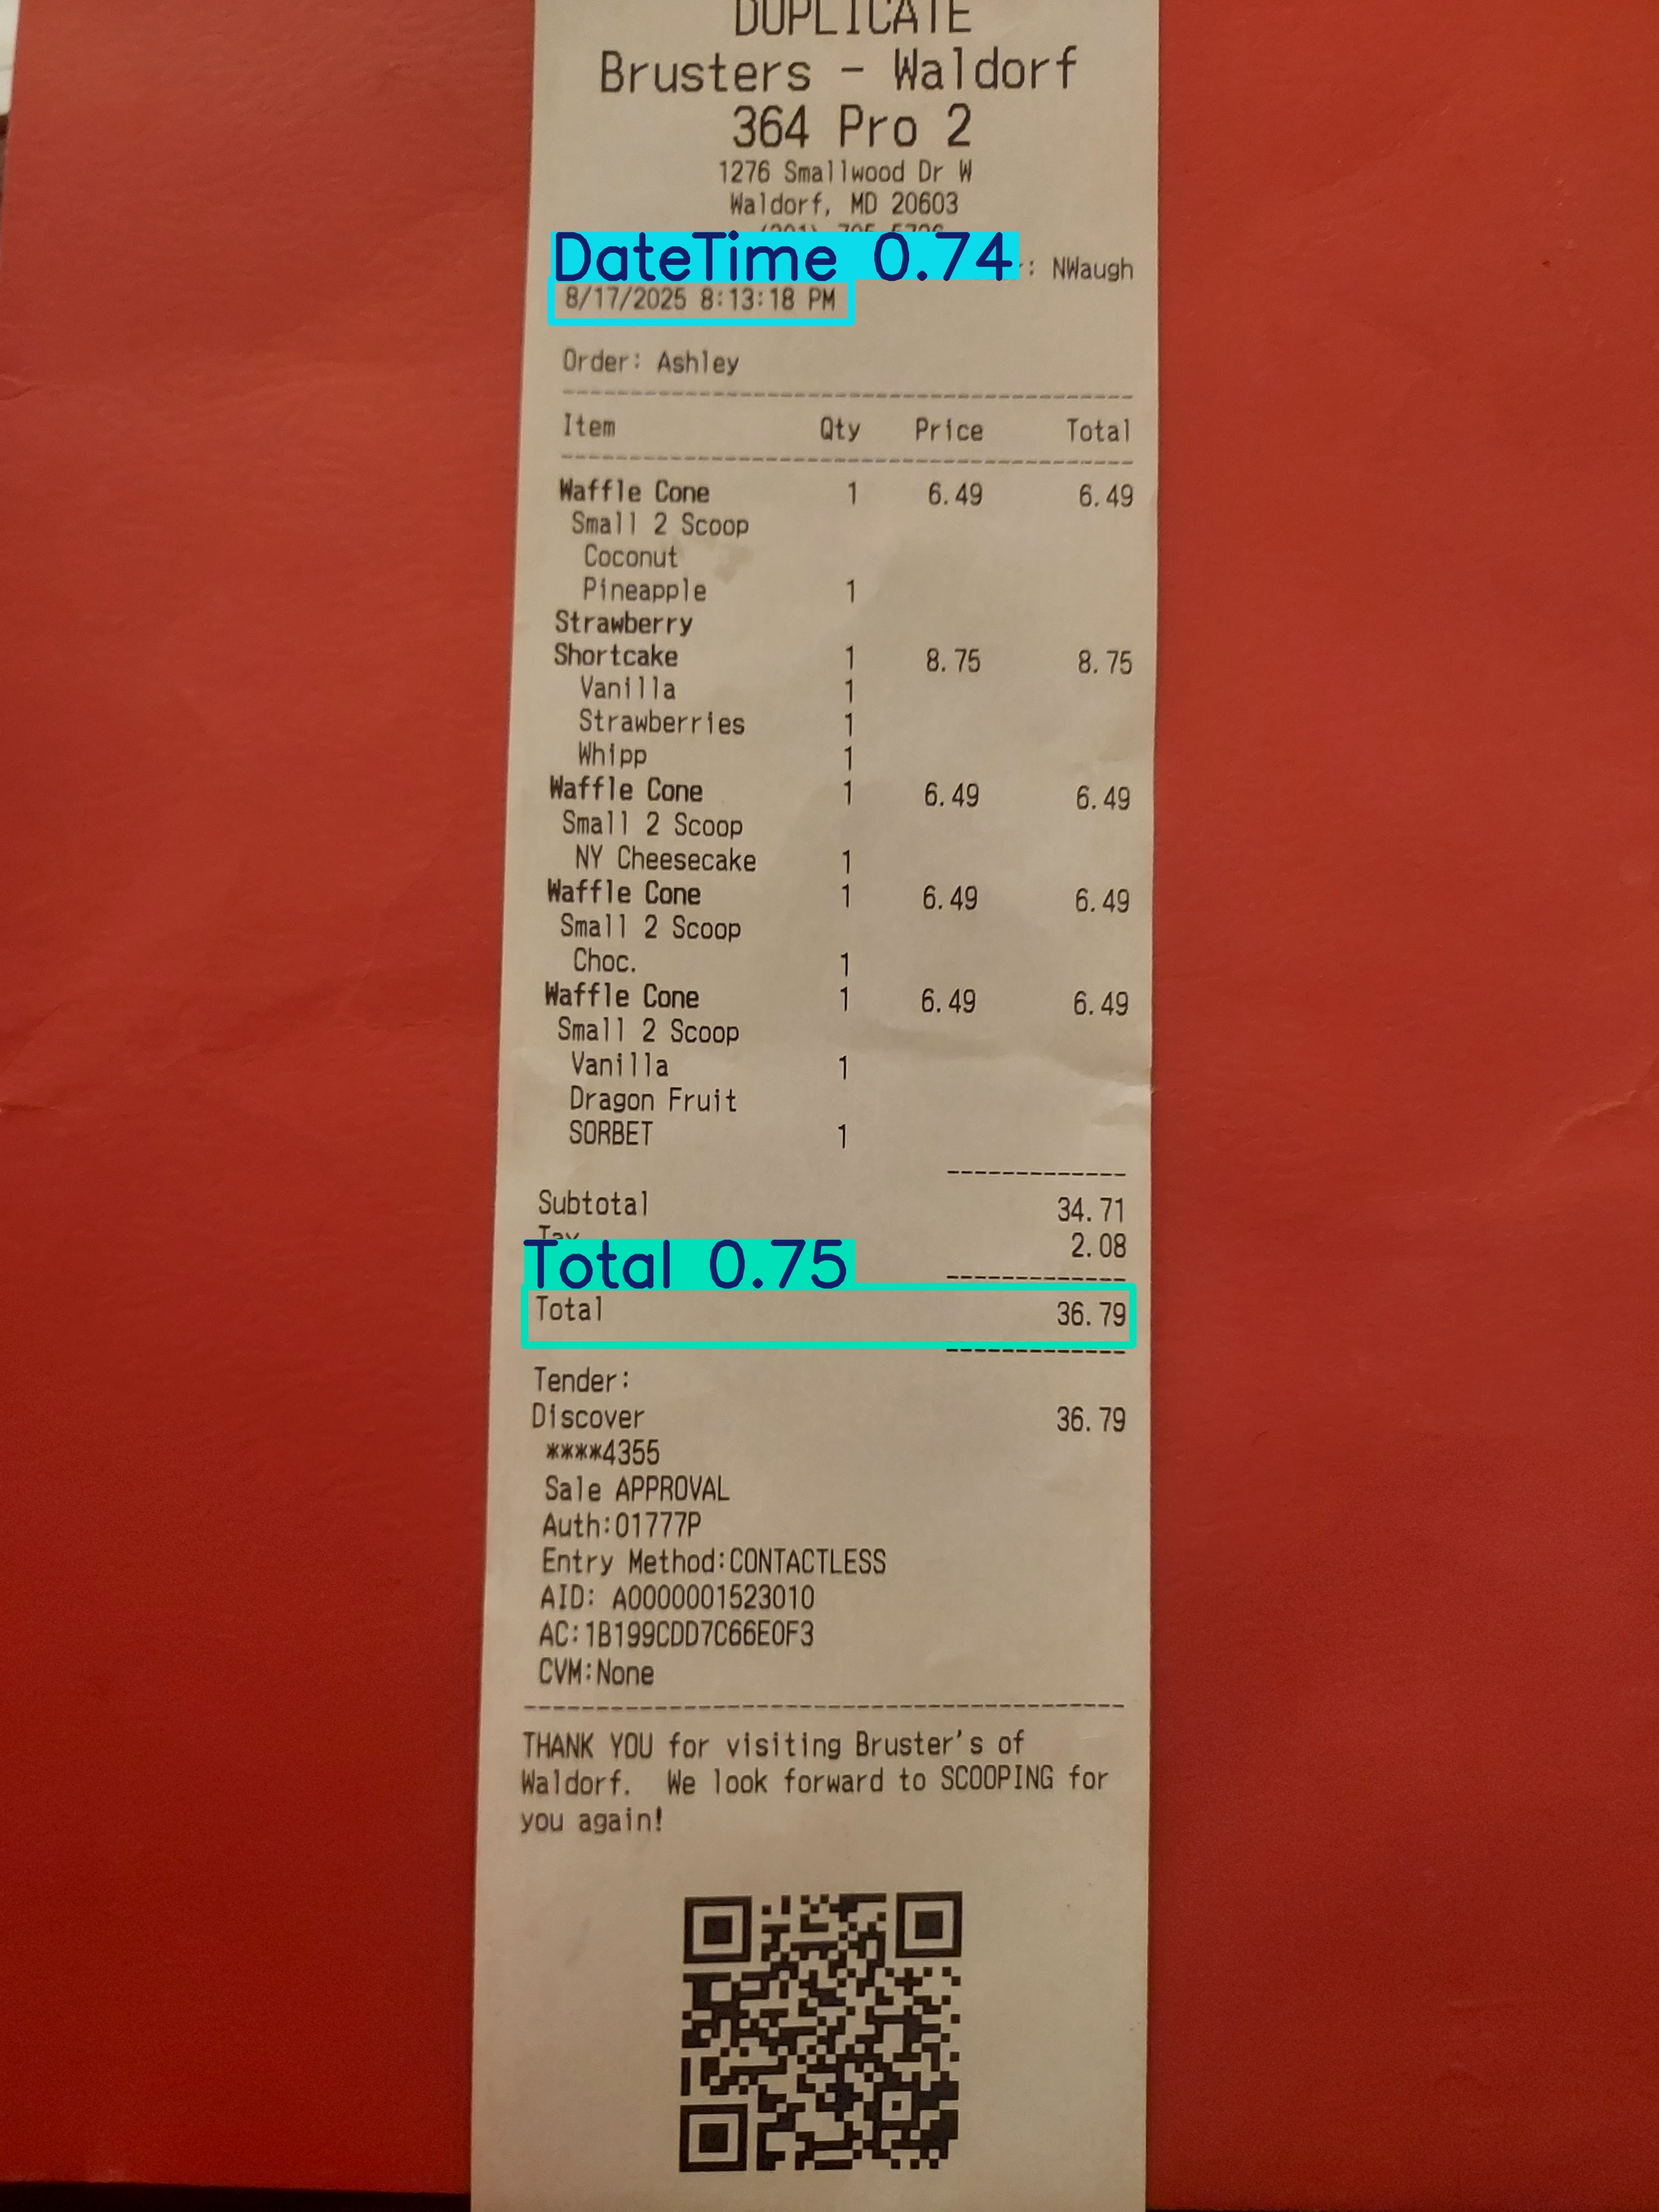 DUPLICATE
Brusters - Waldorf
364 Pro 2
1276 Smallwood Dr W
Waldorf, MD 20603
DateTime 0.74
: NWaugh
8/17/2025 8:13:18 PM
Order: Ashley
Item Qty Price Total
Waffle Cone 1 6.49 6.49
Small 2 Scoop
Coconut
Pineapple 1
Strawberry
Shortcake 1 8.75 8.75
Vanilla 1
Strawberries 1
Whipp 1
Waffle Cone 1 6.49 6.49
Small 2 Scoop
NY Cheesecake 1
Waffle Cone 1 6.49 6.49
Small 2 Scoop
Choc. 1
Waffle Cone 1 6.49 6.49
Small 2 Scoop
Vanilla 1
Dragon Fruit
SORBET 1
Subtotal 34.71
Tax 2.08
Total 0.75
Total 36.79
Tender:
Discover 36.79
****4355
Sale APPROVAL
Auth:01777P
Entry Method:CONTACTLESS
AID: A0000001523010
AC:1B199CDD7C66E0F3
CVM:None
THANK YOU for visiting Bruster's of
Waldorf. We look forward to SCOOPING for
you again!